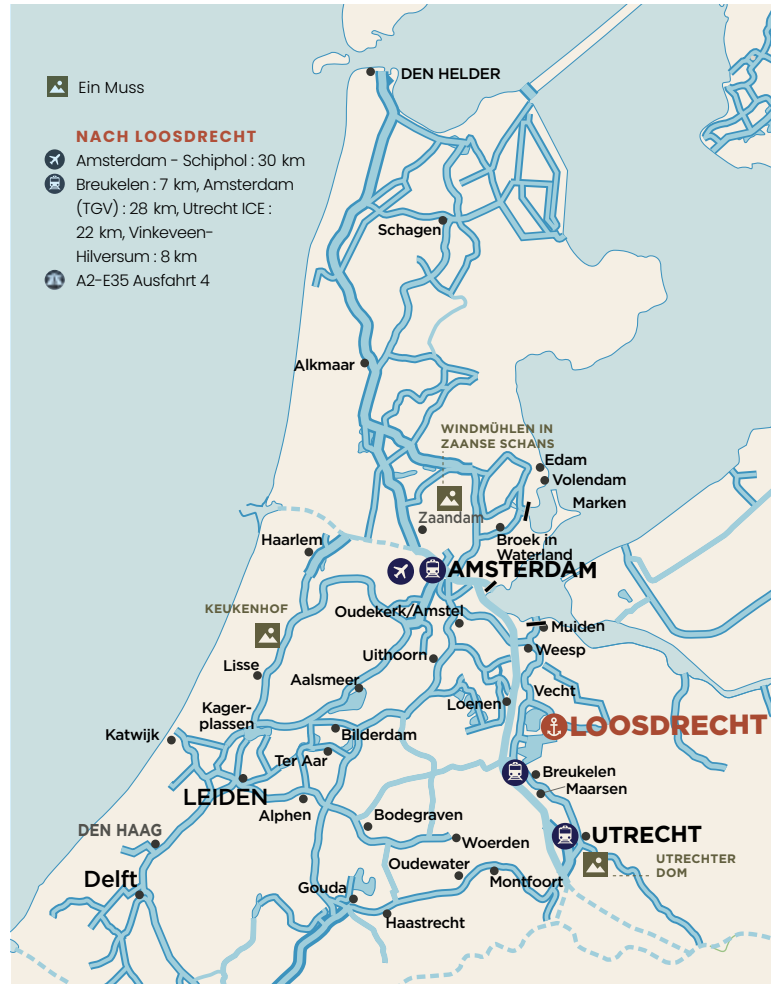 DEN HELDER
Ein Muss
NACH LOOSDRECHT
Amsterdam - Schiphol : 30 km
Breukelen : 7 km, Amsterdam
(TGV) : 28 km, Utrecht ICE :
22 km, Vinkeveen-
Hilversum : 8 km
A2-E35 Ausfahrt 4
Schagen
Alkmaar
WINDMÜHLEN IN
ZAANSE SCHANS
Edam
Volendam
Marken
Zaandam
Broek in
Waterland
Haarlem
AMSTERDAM
KEUKENHOF
Oudekerk/Amstel
Muiden
Weesp
Uithoorn
Lisse
Aalsmeer
Vecht
Loenen
Kager-
plassen
LOOSDRECHT
Katwijk
Bilderdam
Ter Aar
Breukelen
Maarsen
LEIDEN
Alphen
Bodegraven
DEN HAAG
Woerden
UTRECHT
UTRECHTER
DOM
Oudewater
Delft
Montfoort
Gouda
Haastrecht